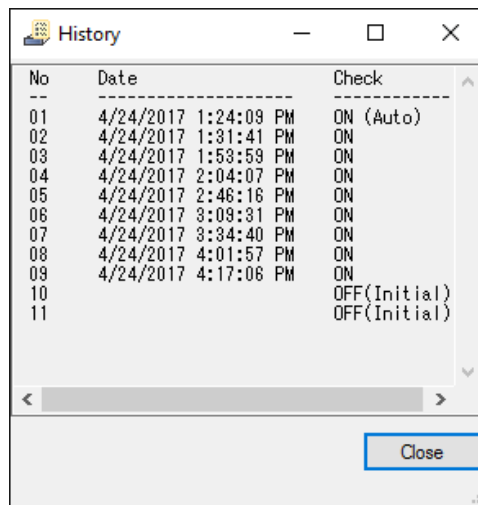 History
No Date Check
-- ------------------- ------------
01 4/24/2017 1:24:09 PM ON (Auto)
02 4/24/2017 1:31:41 PM ON
03 4/24/2017 1:53:59 PM ON
04 4/24/2017 2:04:07 PM ON
05 4/24/2017 2:46:16 PM ON
06 4/24/2017 3:09:31 PM ON
07 4/24/2017 3:34:40 PM ON
08 4/24/2017 4:01:57 PM ON
09 4/24/2017 4:17:06 PM ON
10 OFF(Initial)
11 OFF(Initial)
Close